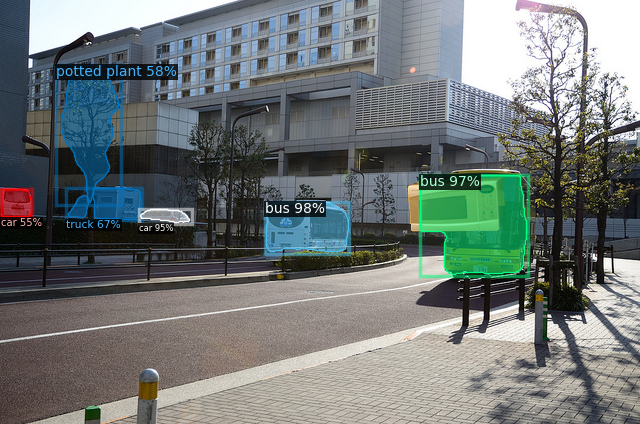 potted plant 58%
bus 97%
bus 98%
car 55%
truck 67%
car 95%